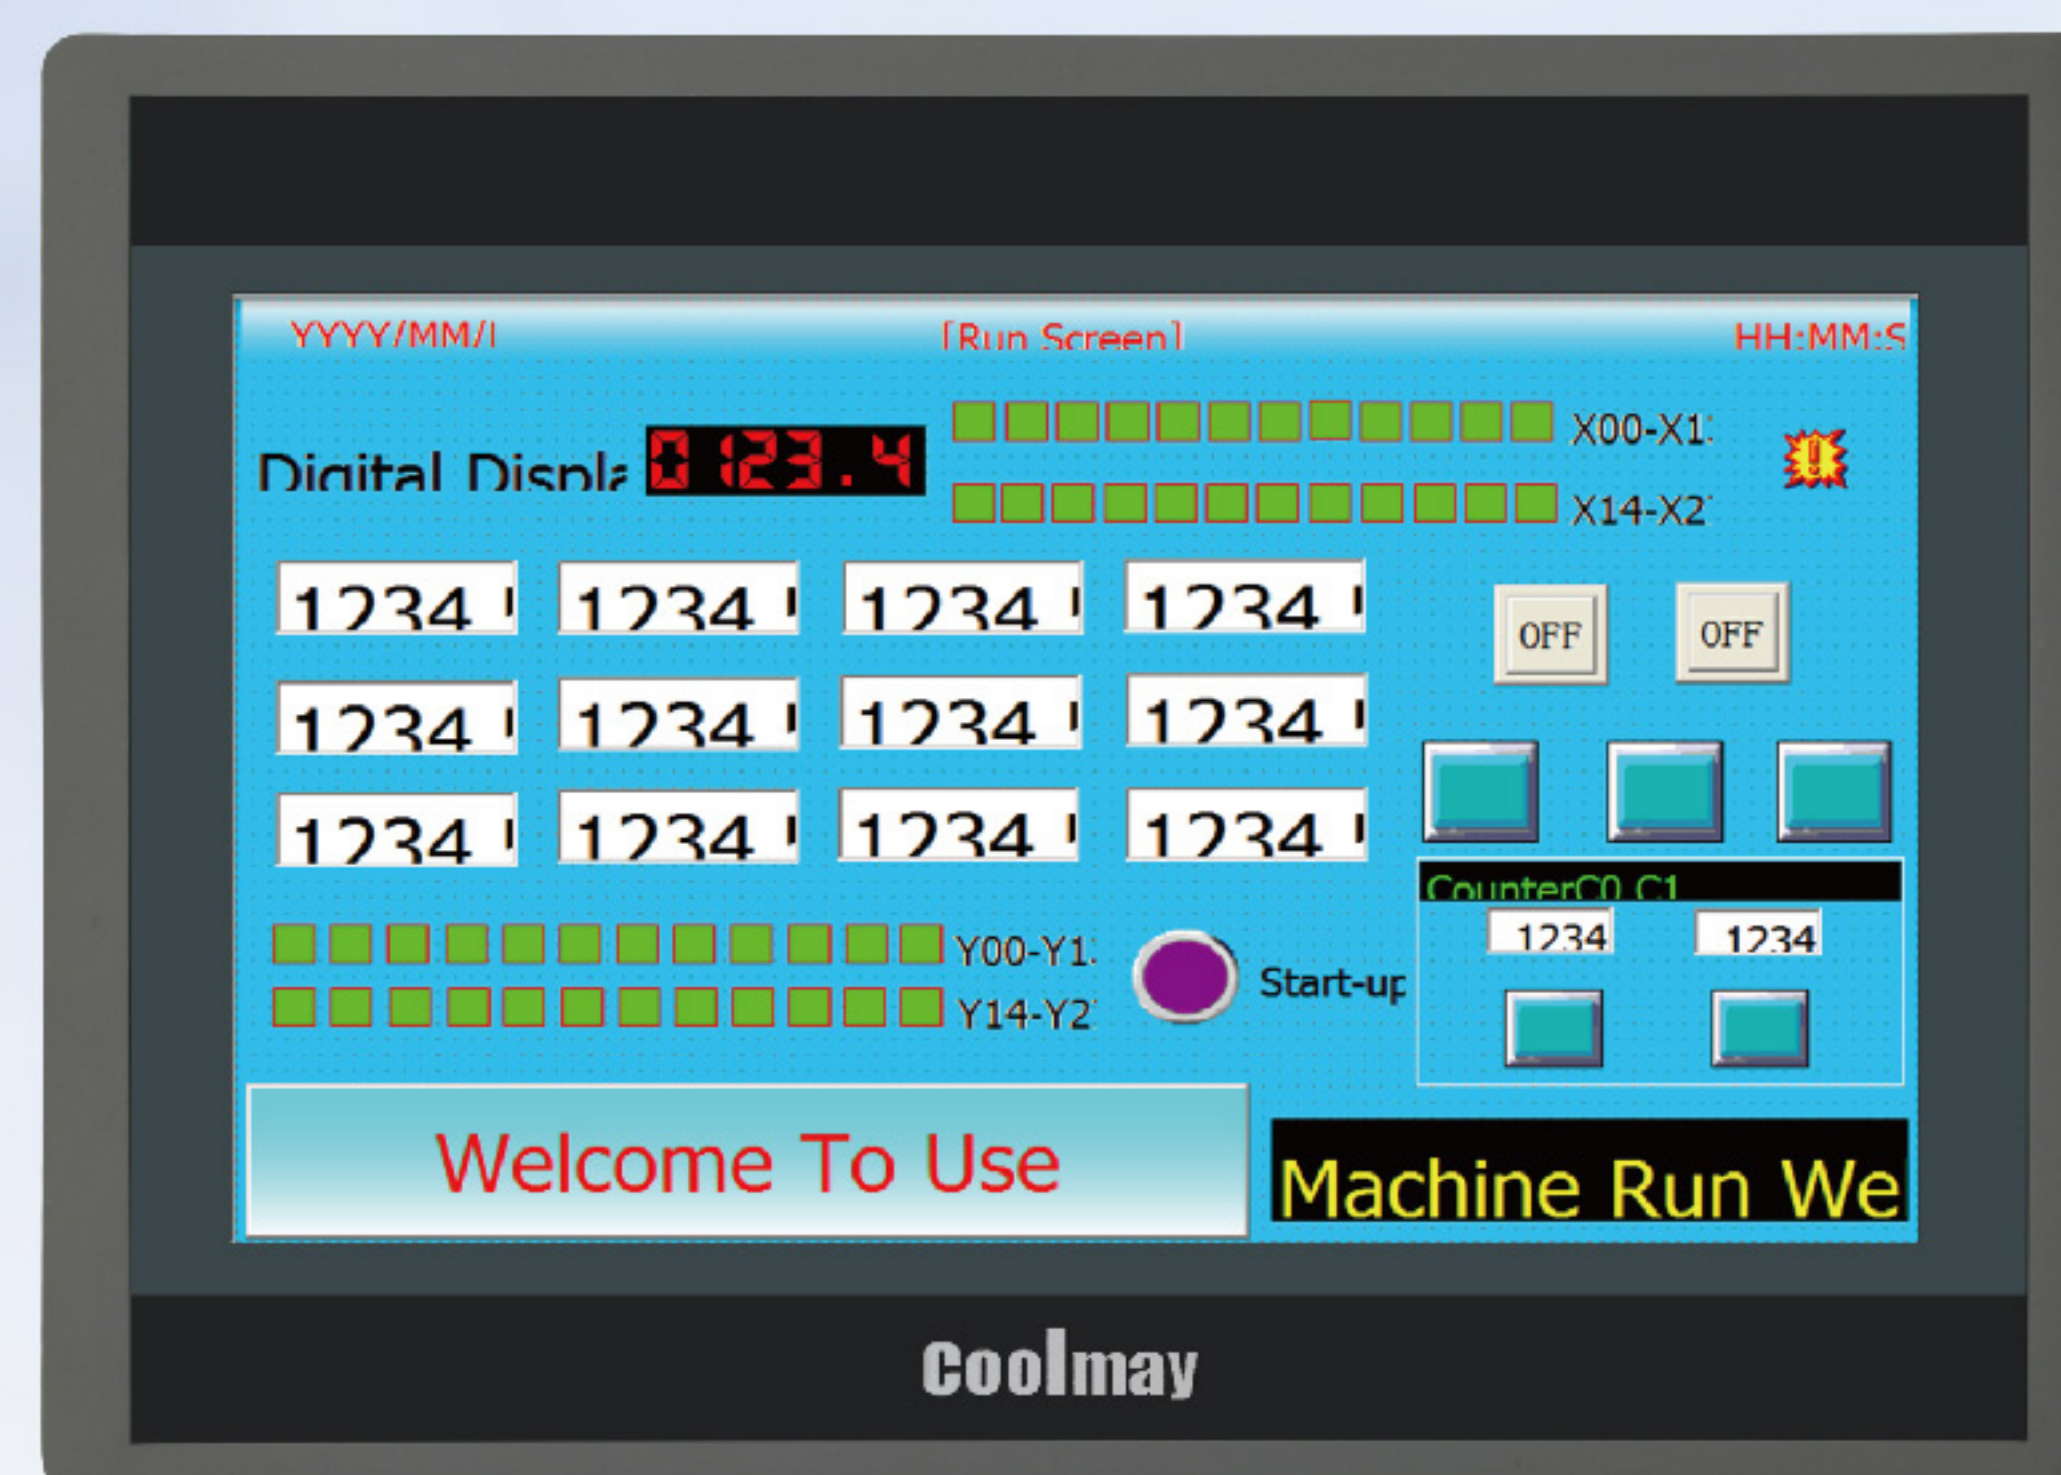 YYYY/MM/I [Run Screen] HH:MM:S
X00-X1
Digital Displa 0123.4
X14-X2
1234 1234 1234 1234
OFF OFF
1234 1234 1234 1234
1234 1234 1234 1234
CounterC0 C1
1234 1234
Y00-Y1
Start-up
Y14-Y2
Welcome To Use
Machine Run We
Coolmay